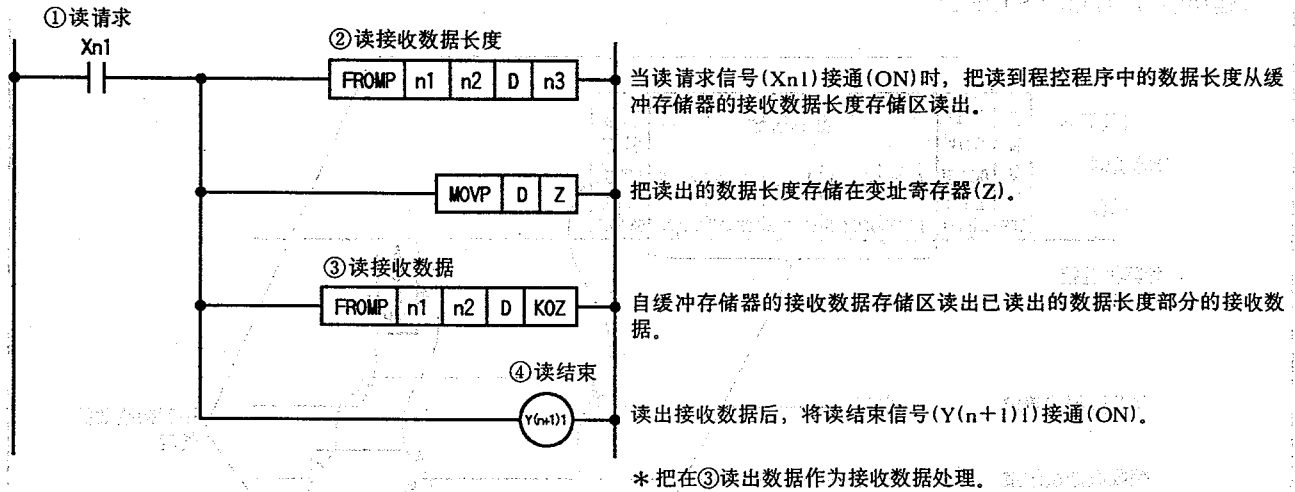 ①读请求
Xn1
②读接收数据长度
FROMP n1 n2 D n3
当读请求信号(Xn1)接通(ON)时，把读到程控程序中的数据长度从缓
冲存储器的接收数据长度存储区读出。
MOVP D Z
把读出的数据长度存储在变址寄存器(Z)。
③读接收数据
FROMP n1 n2 D K0Z
自缓冲存储器的接收数据存储区读出已读出的数据长度部分的接收数
据。
④读结束
Y(n+1)1
读出接收数据后，将读结束信号(Y(n+1)1)接通(ON)。
＊把在③读出数据作为接收数据处理。